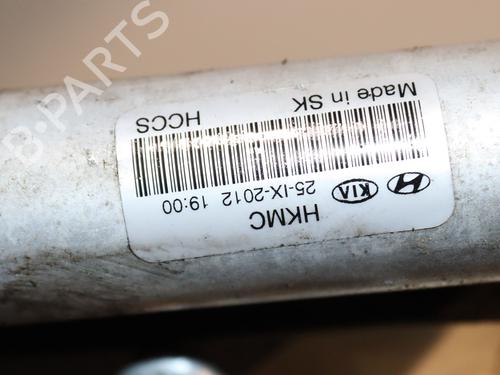 HKMC
KIA
25-IX-2012 19:00
HCCS
Made in SK
B-PARTS